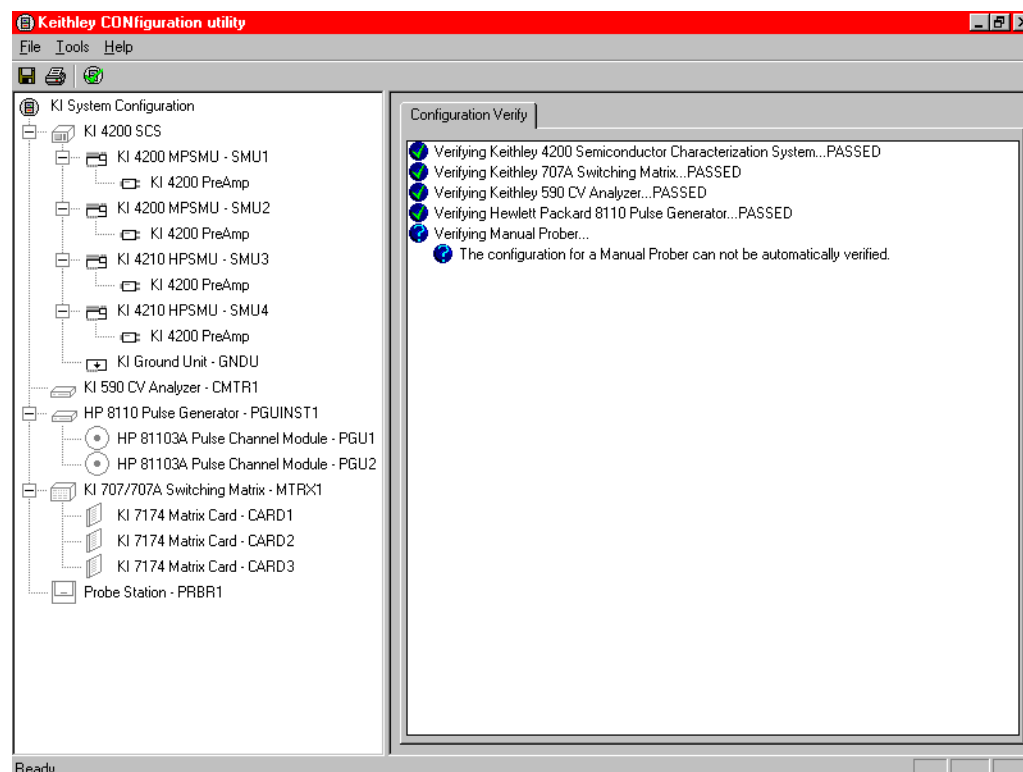 Keithley CONfiguration utility
File Tools Help
KI System Configuration
KI 4200 SCS
KI 4200 MPSMU - SMU1
KI 4200 PreAmp
KI 4200 MPSMU - SMU2
KI 4200 PreAmp
KI 4210 HPSMU - SMU3
KI 4200 PreAmp
KI 4210 HPSMU - SMU4
KI 4200 PreAmp
KI Ground Unit - GNDU
KI 590 CV Analyzer - CMTR1
HP 8110 Pulse Generator - PGUINST1
HP 81103A Pulse Channel Module - PGU1
HP 81103A Pulse Channel Module - PGU2
KI 707/707A Switching Matrix - MTRX1
KI 7174 Matrix Card - CARD1
KI 7174 Matrix Card - CARD2
KI 7174 Matrix Card - CARD3
Probe Station - PRBR1
Configuration Verify
Verifying Keithley 4200 Semiconductor Characterization System...PASSED
Verifying Keithley 707A Switching Matrix...PASSED
Verifying Keithley 590 CV Analyzer...PASSED
Verifying Hewlett Packard 8110 Pulse Generator...PASSED
Verifying Manual Prober...
The configuration for a Manual Prober can not be automatically verified.
Ready